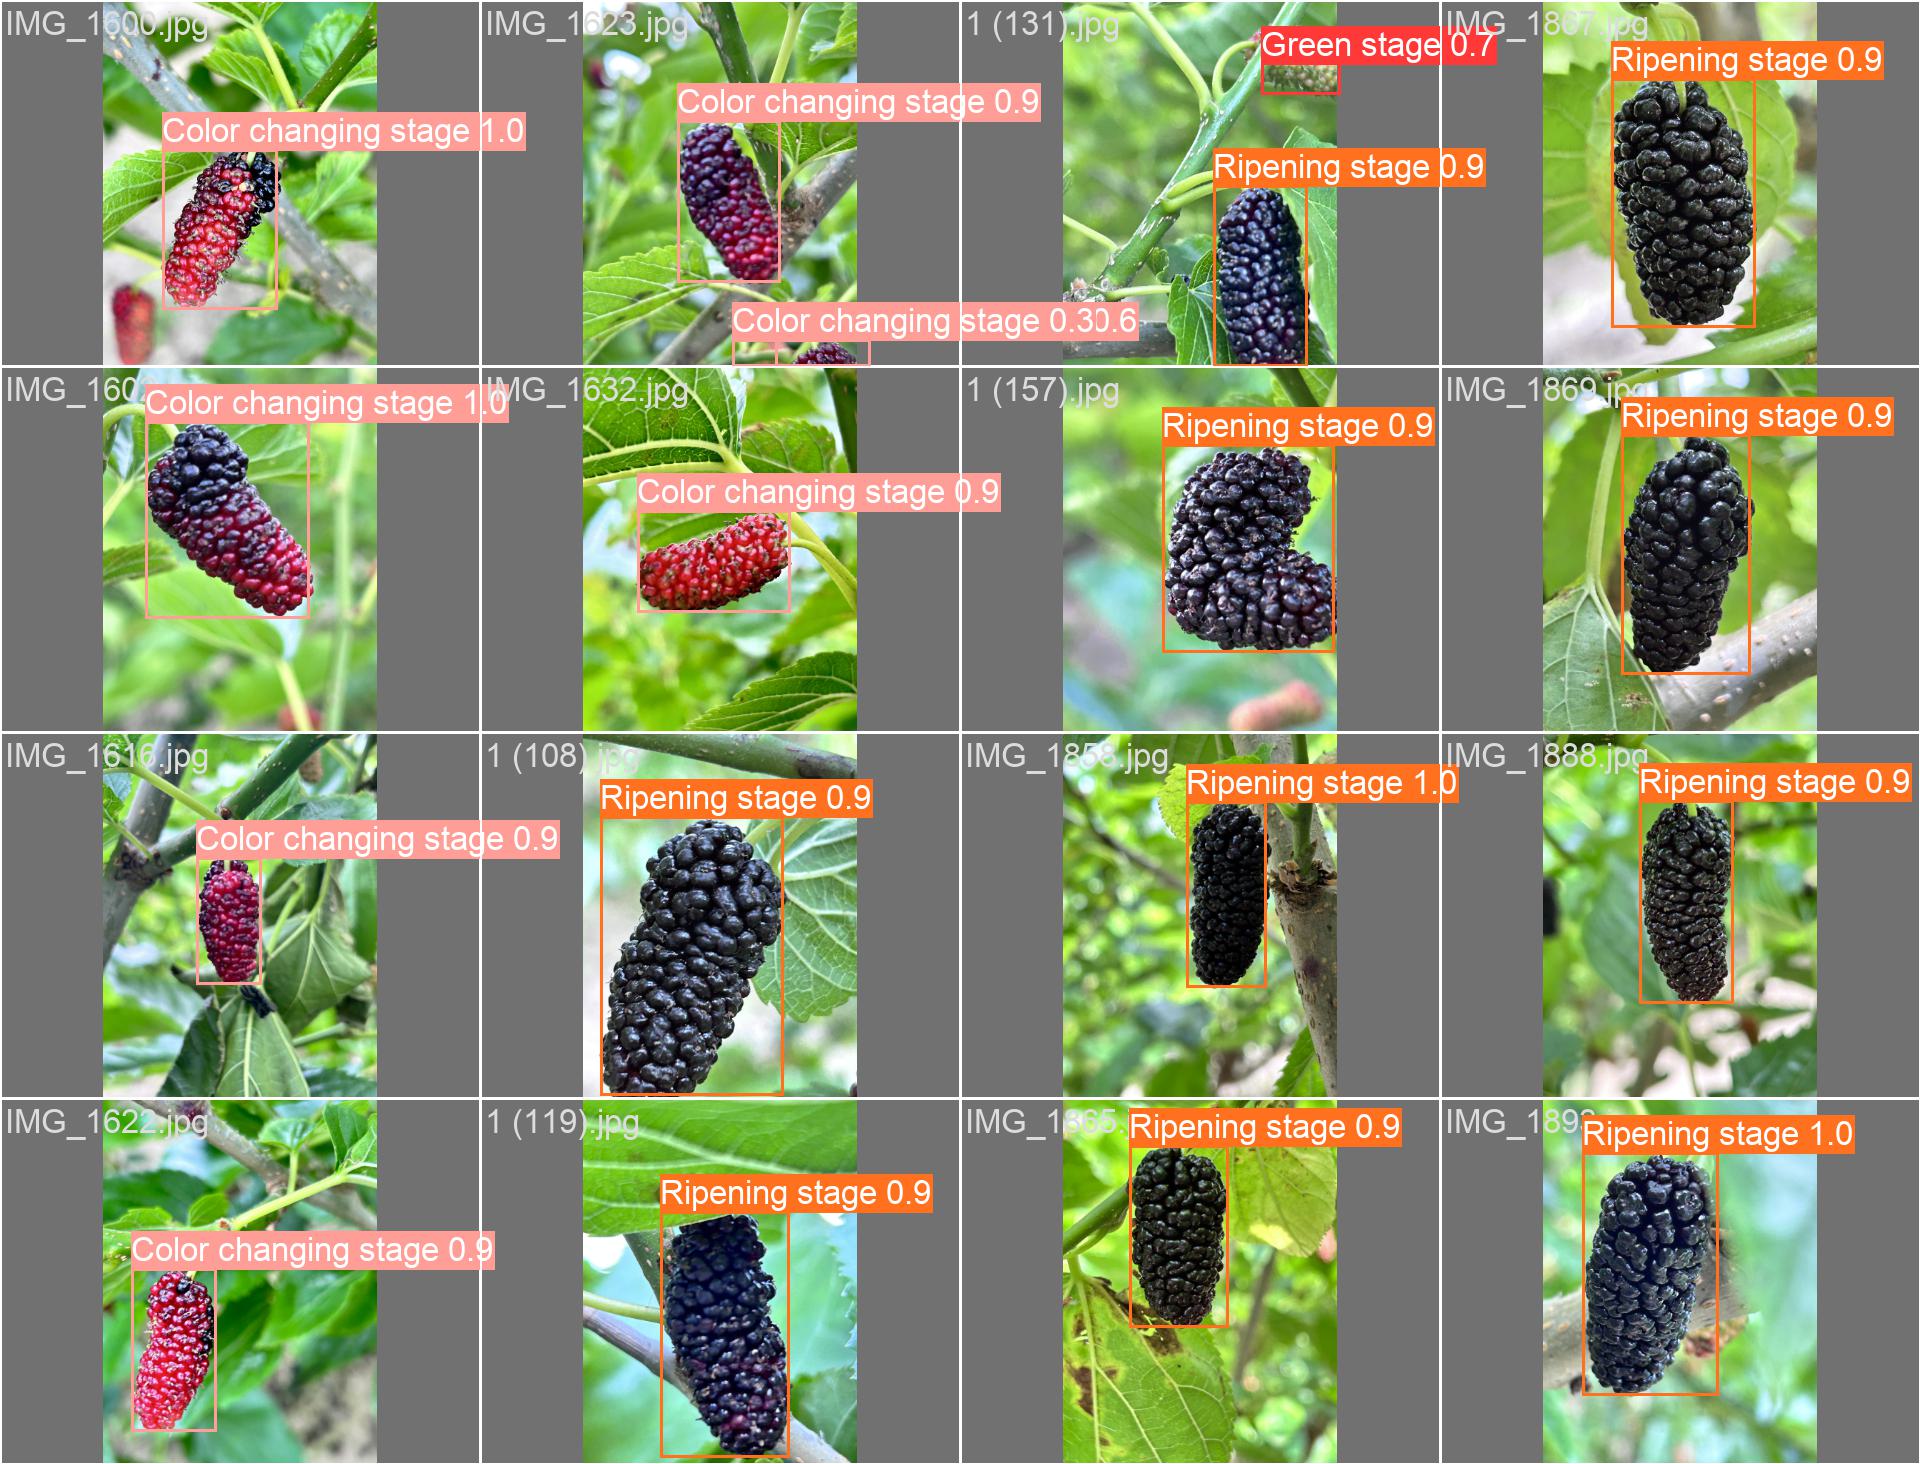 IMG_1600.jpg
Color changing stage 1.0
IMG_1623.jpg
Color changing stage 0.9
Color changing stage 0.30.6
1 (131).jpg
Green stage 0.7
Ripening stage 0.9
IMG_1867.jpg
Ripening stage 0.9
Color changing stage 1.0
IMG_1632.jpg
Color changing stage 0.9
1 (157).jpg
Ripening stage 0.9
IMG_1869.jpg
Ripening stage 0.9
IMG_1616.jpg
Color changing stage 0.9
1 (108).jpg
Ripening stage 0.9
IMG_1858.jpg
Ripening stage 1.0
IMG_1888.jpg
Ripening stage 0.9
IMG_1622.jpg
Color changing stage 0.9
1 (119).jpg
Ripening stage 0.9
IMG_1865.
Ripening stage 0.9
Ripening stage 1.0